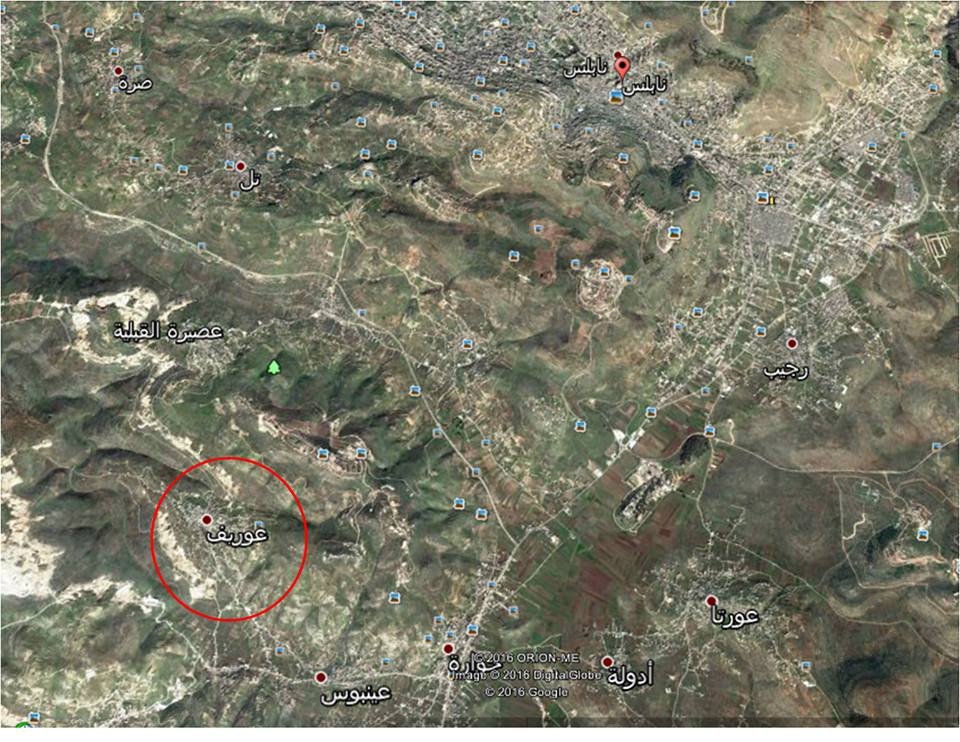 نابلس
نابلس
صرة
تل
عصيرة القبلية
رجيب
عوريف
عورتا
حوارة
أدولة
عينبوس
© 2016 ORION-ME
Image © 2016 DigitalGlobe
© 2016 Google